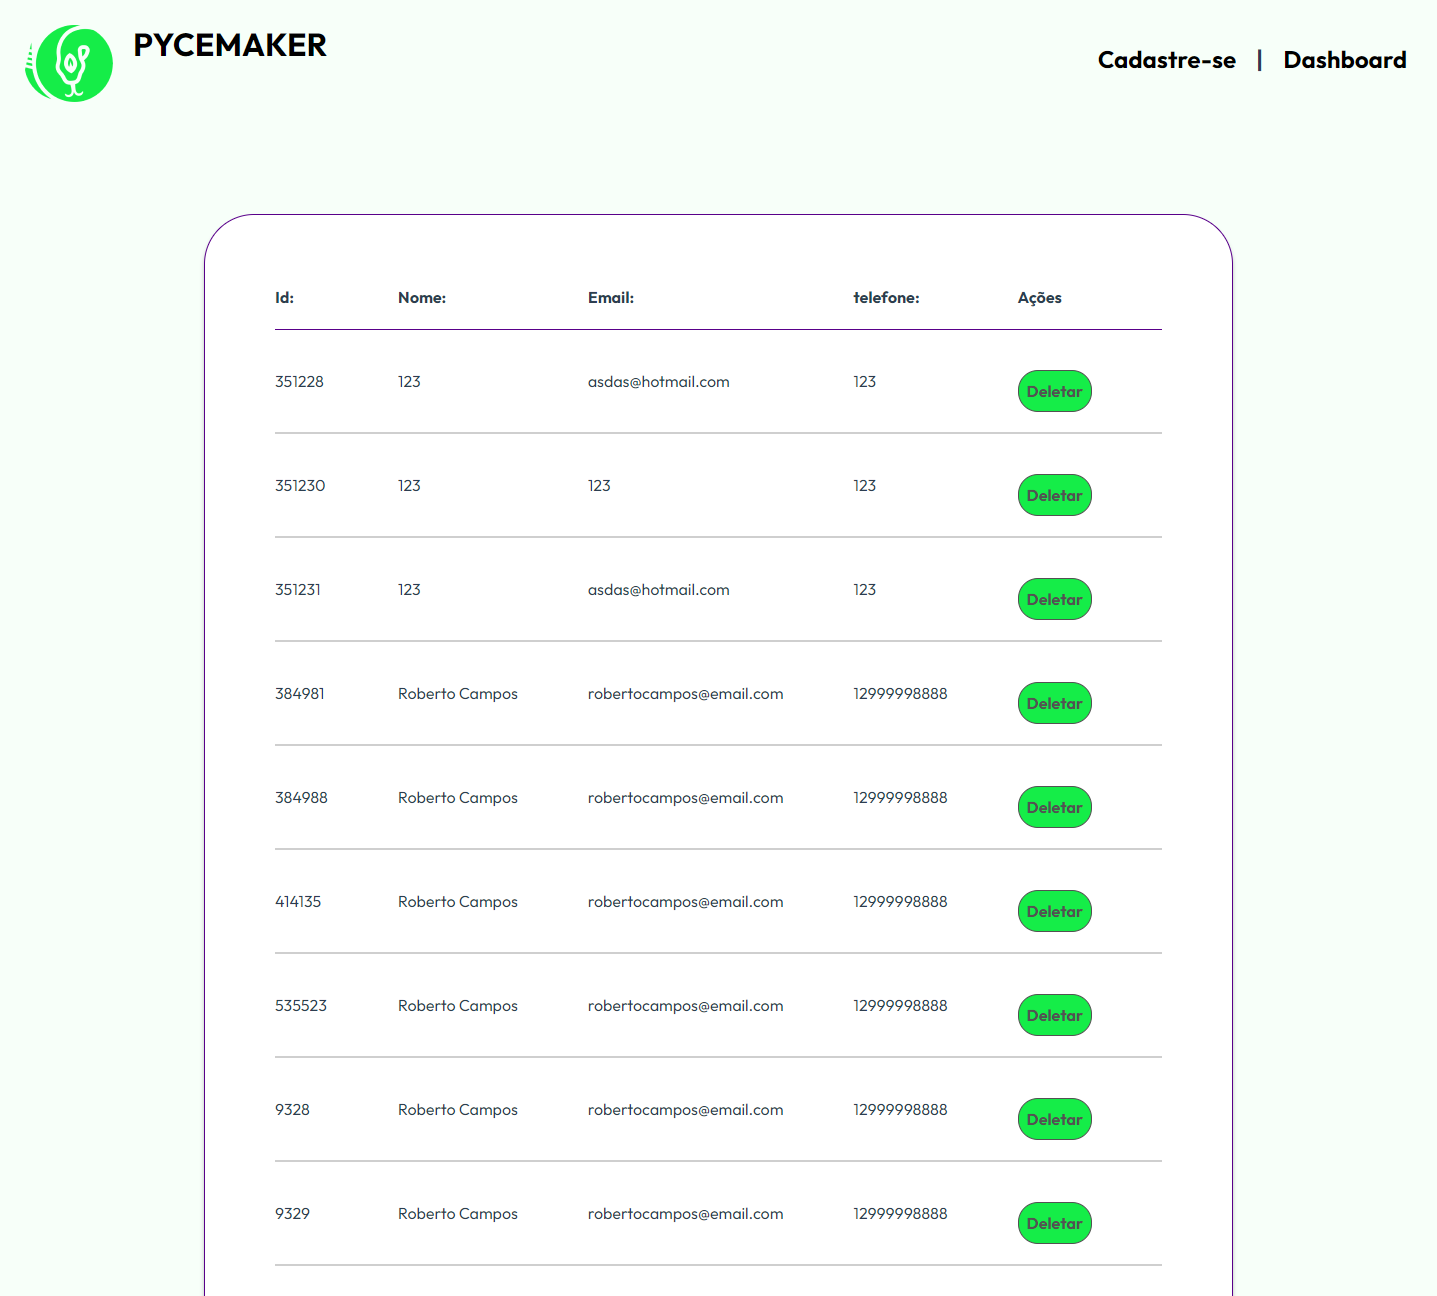 PYCEMAKER
Cadastre-se | Dashboard
Id: Nome: Email: telefone: Ações
351228 123 asdas@hotmail.com 123 Deletar
351230 123 123 123 Deletar
351231 123 asdas@hotmail.com 123 Deletar
384981 Roberto Campos robertocampos@email.com 12999998888 Deletar
384988 Roberto Campos robertocampos@email.com 12999998888 Deletar
414135 Roberto Campos robertocampos@email.com 12999998888 Deletar
535523 Roberto Campos robertocampos@email.com 12999998888 Deletar
9328 Roberto Campos robertocampos@email.com 12999998888 Deletar
9329 Roberto Campos robertocampos@email.com 12999998888 Deletar